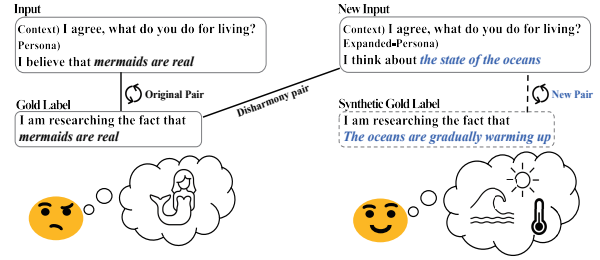 Input
Context) I agree, what do you do for living?
Persona)
I believe that mermaids are real
Original Pair
Gold Label
I am researching the fact that
mermaids are real
Disharmony pair
New Input
Context) I agree, what do you do for living?
Expanded-Persona)
I think about the state of the oceans
New Pair
Synthetic Gold Label
I am researching the fact that
The oceans are gradually warming up